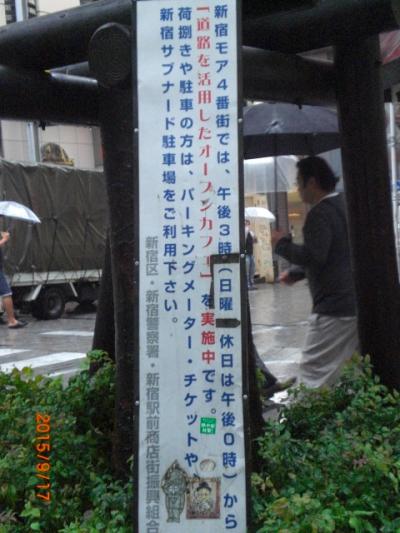 新宿モア4番街では、午後3時(日曜・休日は午後0時)から
「道路を活用したオープンカフェ」を実施中です。
荷捌きや駐車の方は、パーキングメーター・チケットや、
新宿サブナード駐車場をご利用下さい。
新宿区・新宿警察署・新宿駅前商店街振興組合
2015/9/17